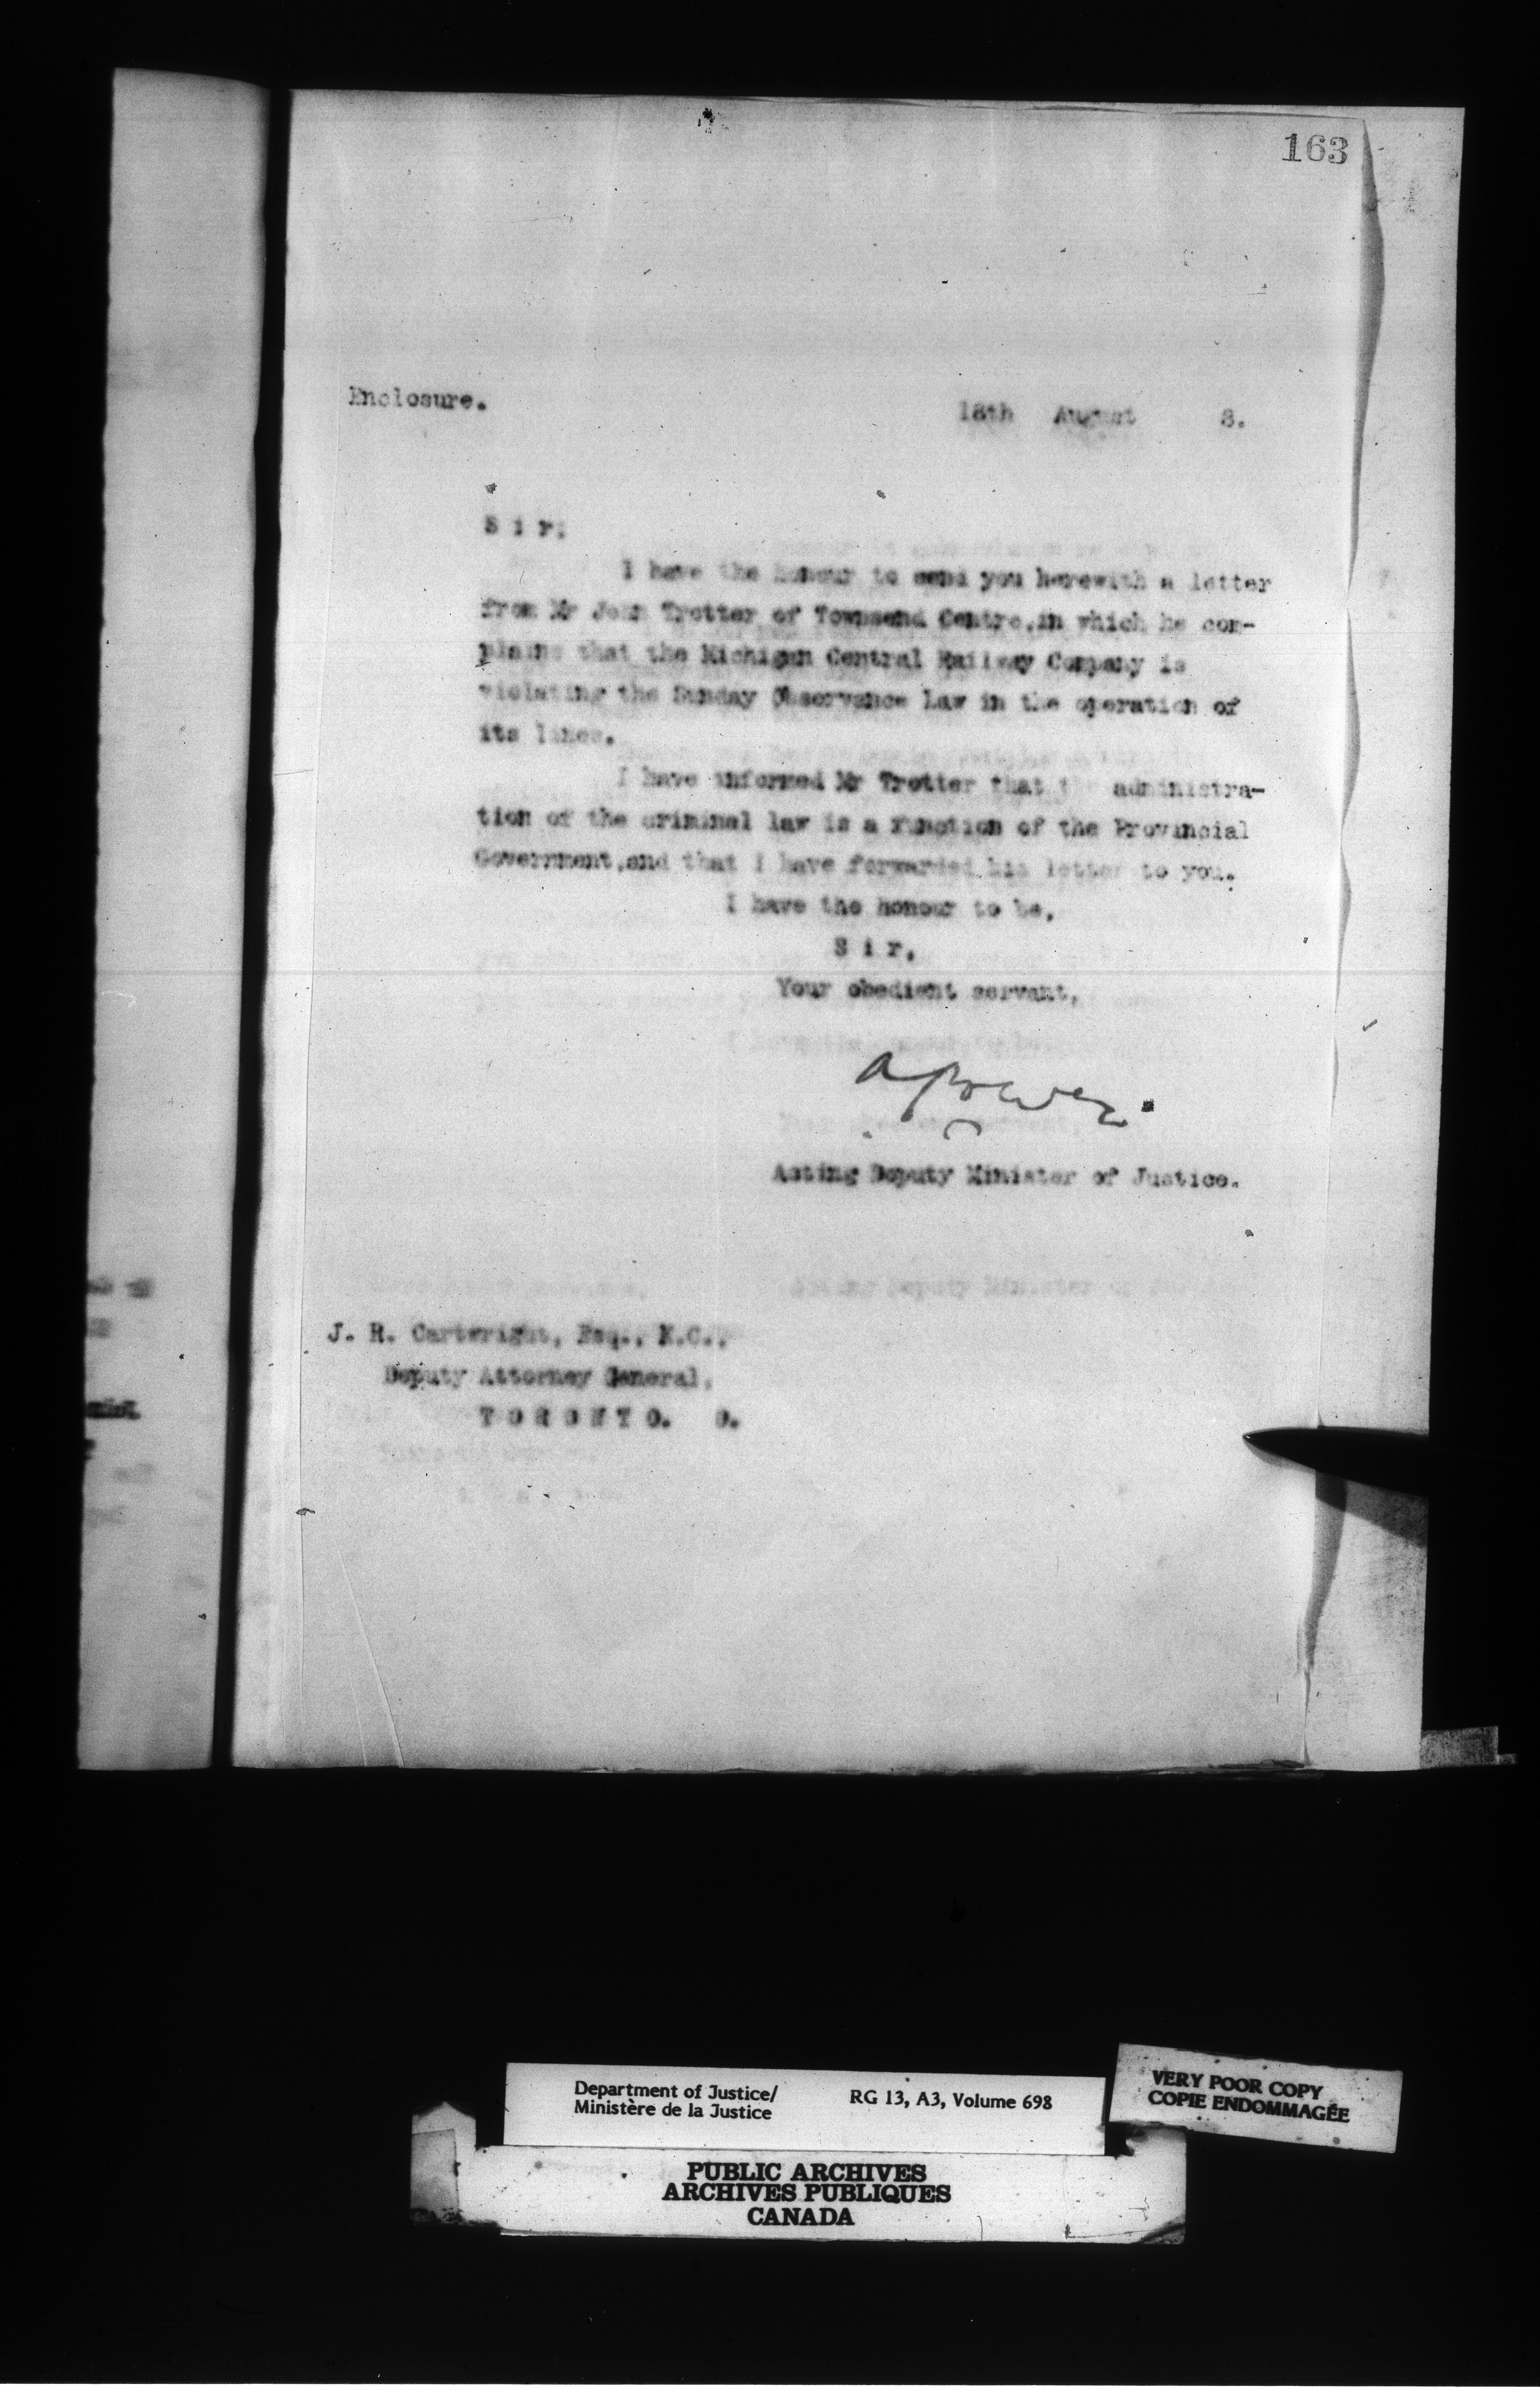 163
Enclosure.
18th August 8.
S i r,
I have the honour to send you herewith a letter
from Mr John Trotter of Townsend Centre,in which he com-
plains that the Michigan Central Railway Company is
violating the Sunday Observance Law in the operation of
its lines.
I have informed Mr Trotter that the administra-
tion of the criminal law is a function of the Provincial
Government,and that I have forwarded his letter to you.
I have the honour to be,
S i r,
Your obedient servant,
A Power
Acting Deputy Minister of Justice.
J. R. Cartwright, Esq., K.C.,
Deputy Attorney General,
T O R O N T O. O.
Department of Justice/ RG 13, A3, Volume 698
Ministère de la Justice
VERY POOR COPY
COPIE ENDOMMAGÉE
PUBLIC ARCHIVES
ARCHIVES PUBLIQUES
CANADA